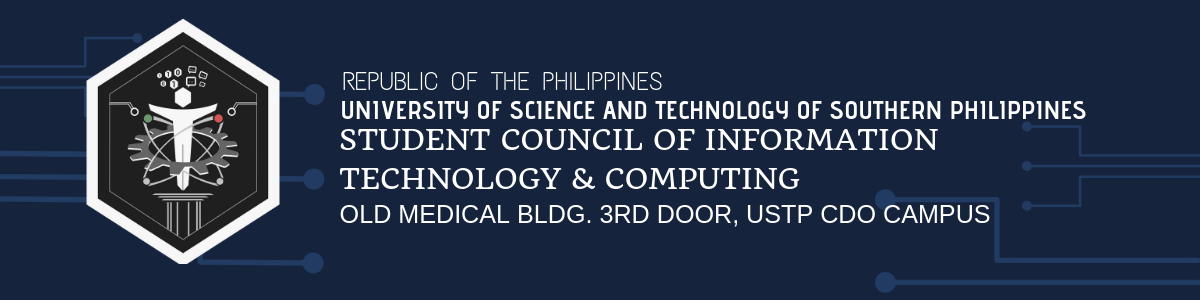 REPUBLIC OF THE PHILIPPINES
UNIVERSITY OF SCIENCE AND TECHNOLOGY OF SOUTHERN PHILIPPINES
STUDENT COUNCIL OF INFORMATION
TECHNOLOGY & COMPUTING
OLD MEDICAL BLDG. 3RD DOOR, USTP CDO CAMPUS